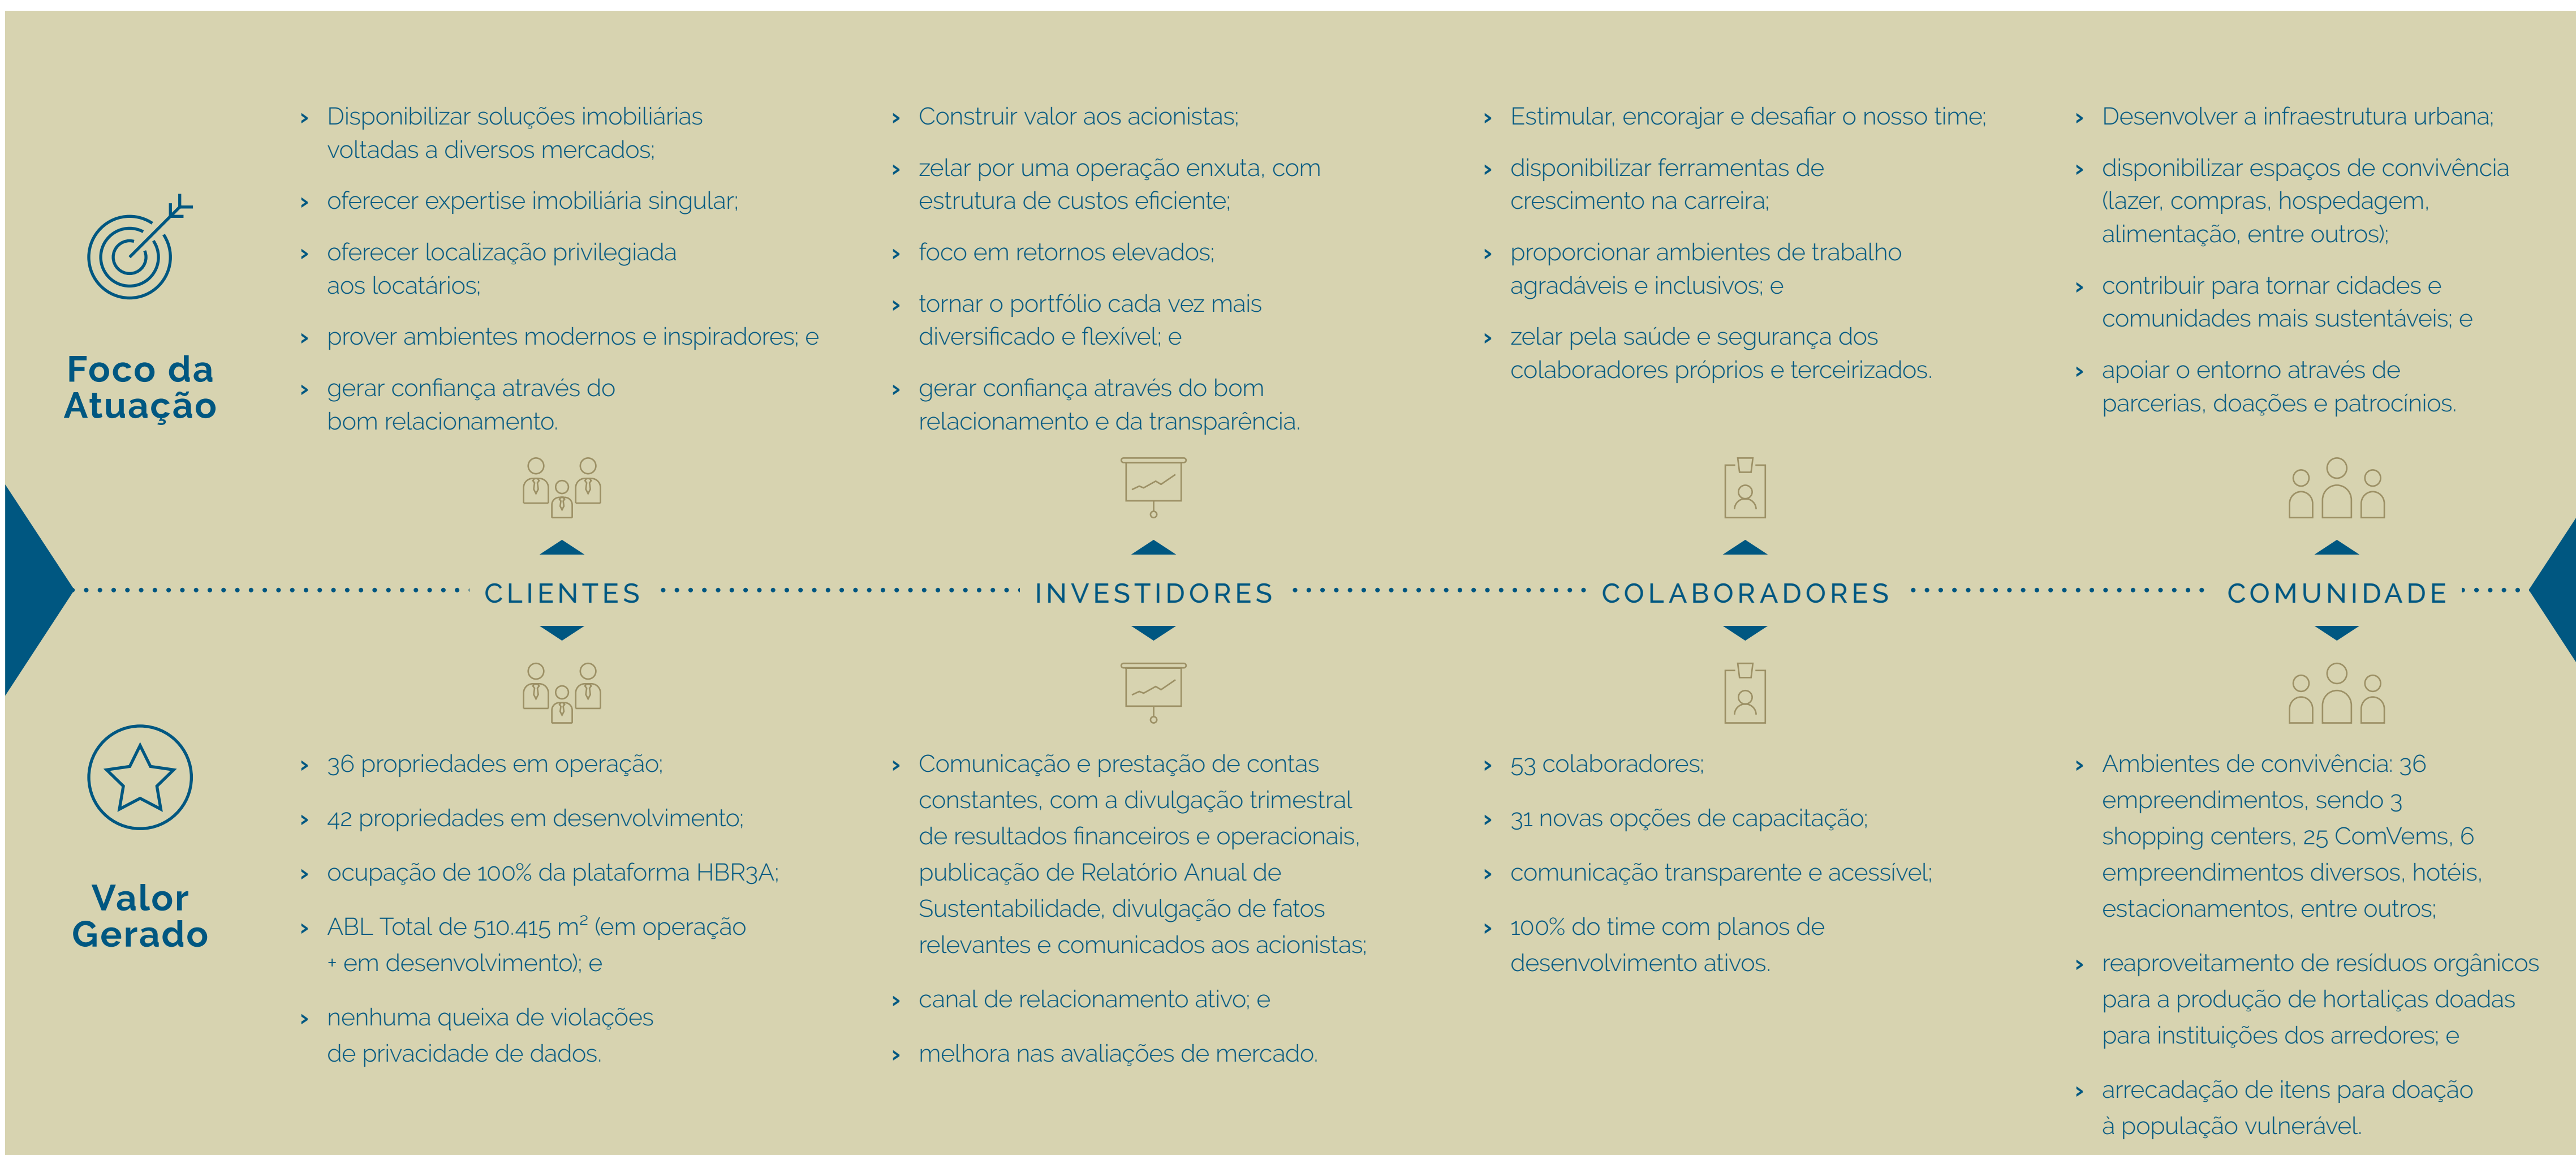 Foco da
Atuação
> Disponibilizar soluções imobiliárias
voltadas a diversos mercados;
> oferecer expertise imobiliária singular;
> oferecer localização privilegiada
aos locatários;
> prover ambientes modernos e inspiradores; e
> gerar confiança através do
bom relacionamento.
> Construir valor aos acionistas;
> zelar por uma operação enxuta, com
estrutura de custos eficiente;
> foco em retornos elevados;
> tornar o portfólio cada vez mais
diversificado e flexível; e
> gerar confiança através do bom
relacionamento e da transparência.
> Estimular, encorajar e desafiar o nosso time;
> disponibilizar ferramentas de
crescimento na carreira;
> proporcionar ambientes de trabalho
agradáveis e inclusivos; e
> zelar pela saúde e segurança dos
colaboradores próprios e terceirizados.
> Desenvolver a infraestrutura urbana;
> disponibilizar espaços de convivência
(lazer, compras, hospedagem,
alimentação, entre outros);
> contribuir para tornar cidades e
comunidades mais sustentáveis; e
> apoiar o entorno através de
parcerias, doações e patrocínios.
CLIENTES
INVESTIDORES
COLABORADORES
COMUNIDADE
Valor
Gerado
> 36 propriedades em operação;
> 42 propriedades em desenvolvimento;
> ocupação de 100% da plataforma HBR3A;
> ABL Total de 510.415 m² (em operação
+ em desenvolvimento); e
> nenhuma queixa de violações
de privacidade de dados.
> Comunicação e prestação de contas
constantes, com a divulgação trimestral
de resultados financeiros e operacionais,
publicação de Relatório Anual de
Sustentabilidade, divulgação de fatos
relevantes e comunicados aos acionistas;
> canal de relacionamento ativo; e
> melhora nas avaliações de mercado.
> 53 colaboradores;
> 31 novas opções de capacitação;
> comunicação transparente e acessível;
> 100% do time com planos de
desenvolvimento ativos.
> Ambientes de convivência: 36
empreendimentos, sendo 3
shopping centers, 25 ComVems, 6
empreendimentos diversos, hotéis,
estacionamentos, entre outros;
> reaproveitamento de resíduos orgânicos
para a produção de hortaliças doadas
para instituições dos arredores; e
> arrecadação de itens para doação
à população vulnerável.